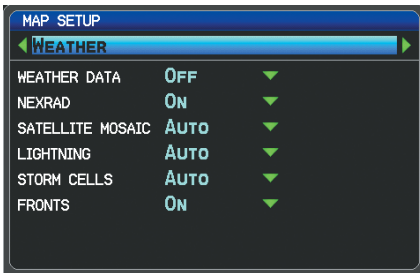 MAP SETUP
WEATHER
WEATHER DATA OFF
NEXRAD ON
SATELLITE MOSAIC AUTO
LIGHTNING AUTO
STORM CELLS AUTO
FRONTS ON